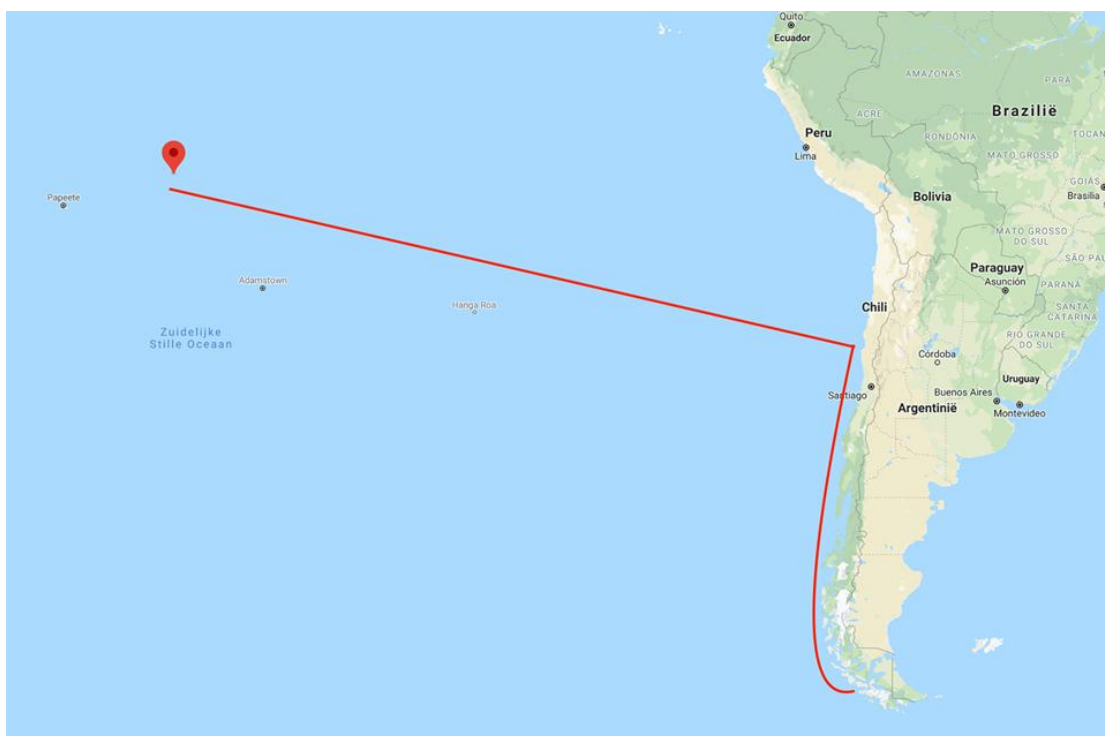 Quito
Ecuador
AMAZONAS
PARÁ
ACRE
Brazilië
Peru
Lima
RONDÔNIA
TOCAN
MATO GROSSO
GOIÁS
Brasilia
Bolivia
Papeete
MATO GROSSO
DO SUL
SÃO PAU
Paraguay
Asunción
PARANÁ
Adamstown
Hanga Roa
Chili
SANTA
CATARINA
Zuidelijke
Stille Oceaan
RIO GRANDE
DO SUL
Córdoba
Uruguay
Santiago
Buenos Aires
Argentinië
Montevideo